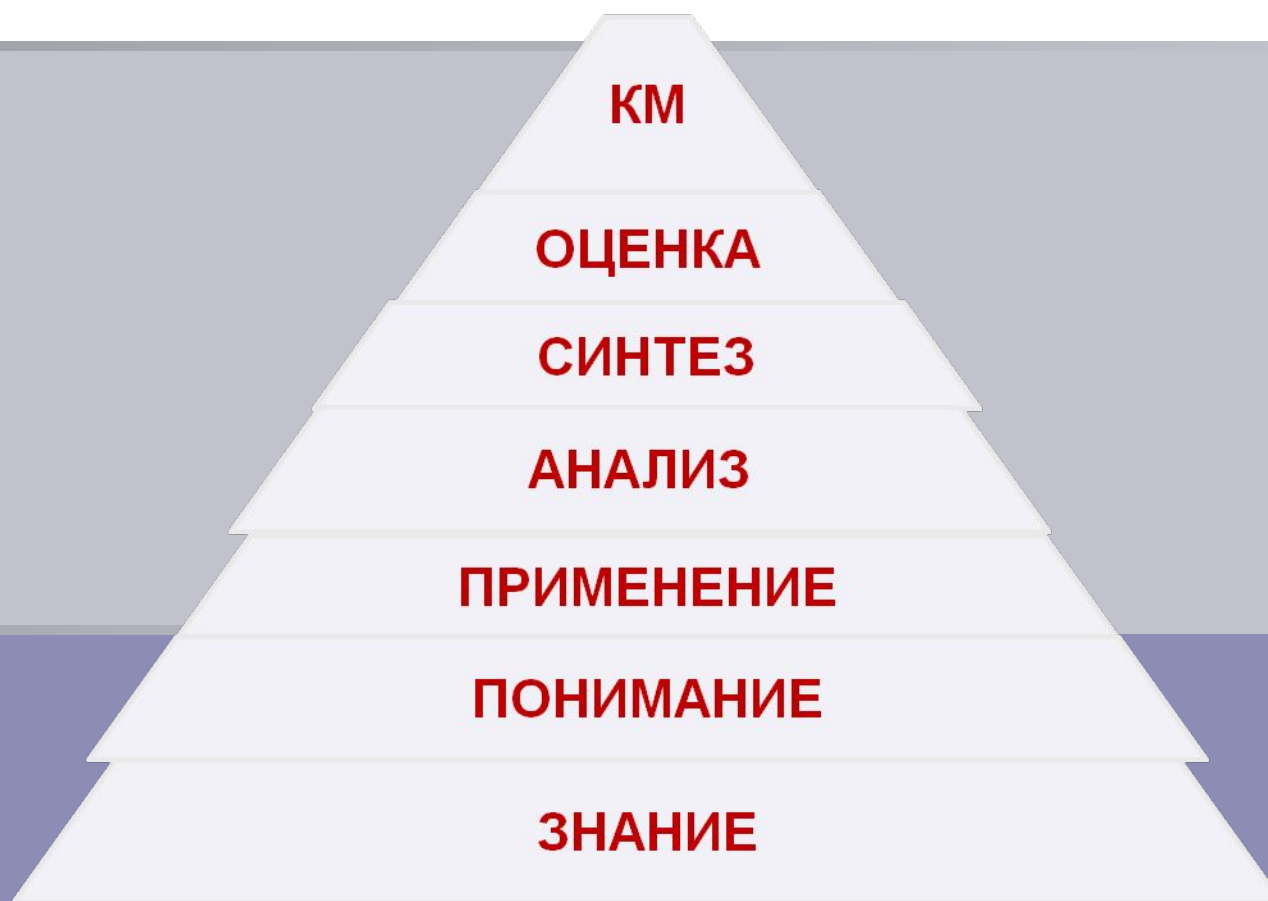 КМ
ОЦЕНКА
СИНТЕЗ
АНАЛИЗ
ПРИМЕНЕНИЕ
ПОНИМАНИЕ
ЗНАНИЕ